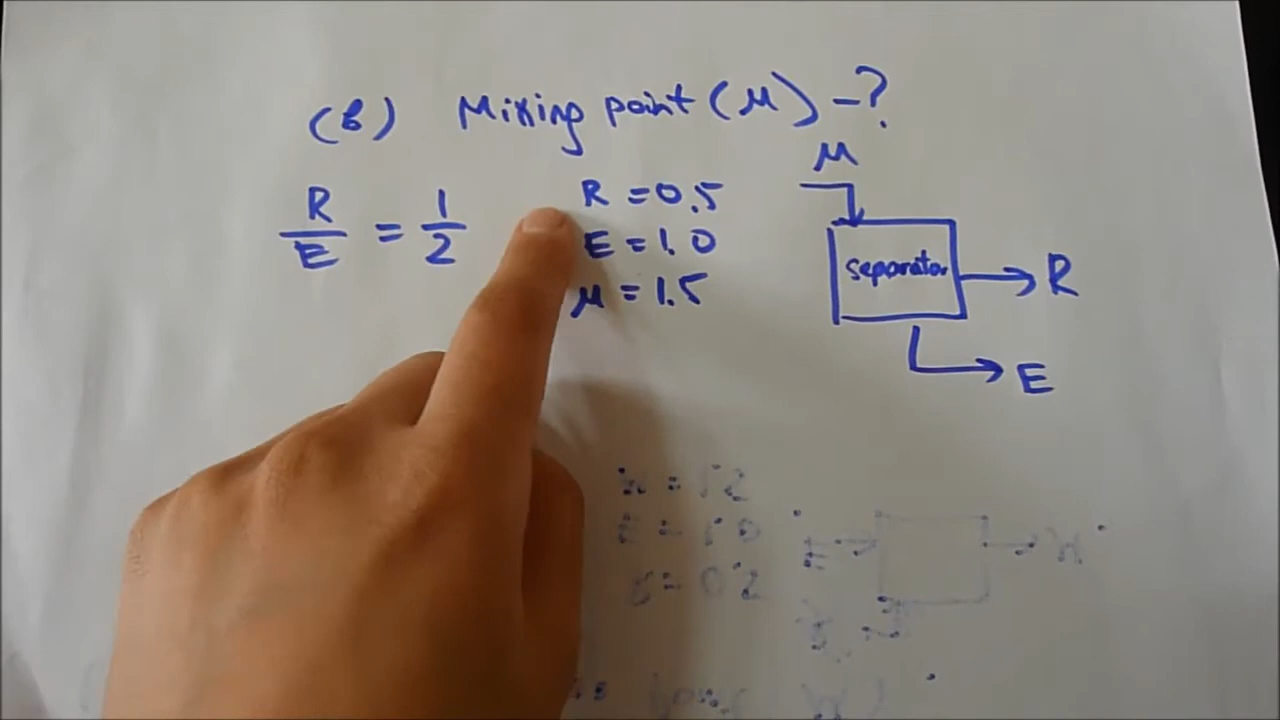 (b) Mixing point (M) -?
R/E = 1/2
R = 0.5
E = 1.0
M = 1.5
M
separator
R
E